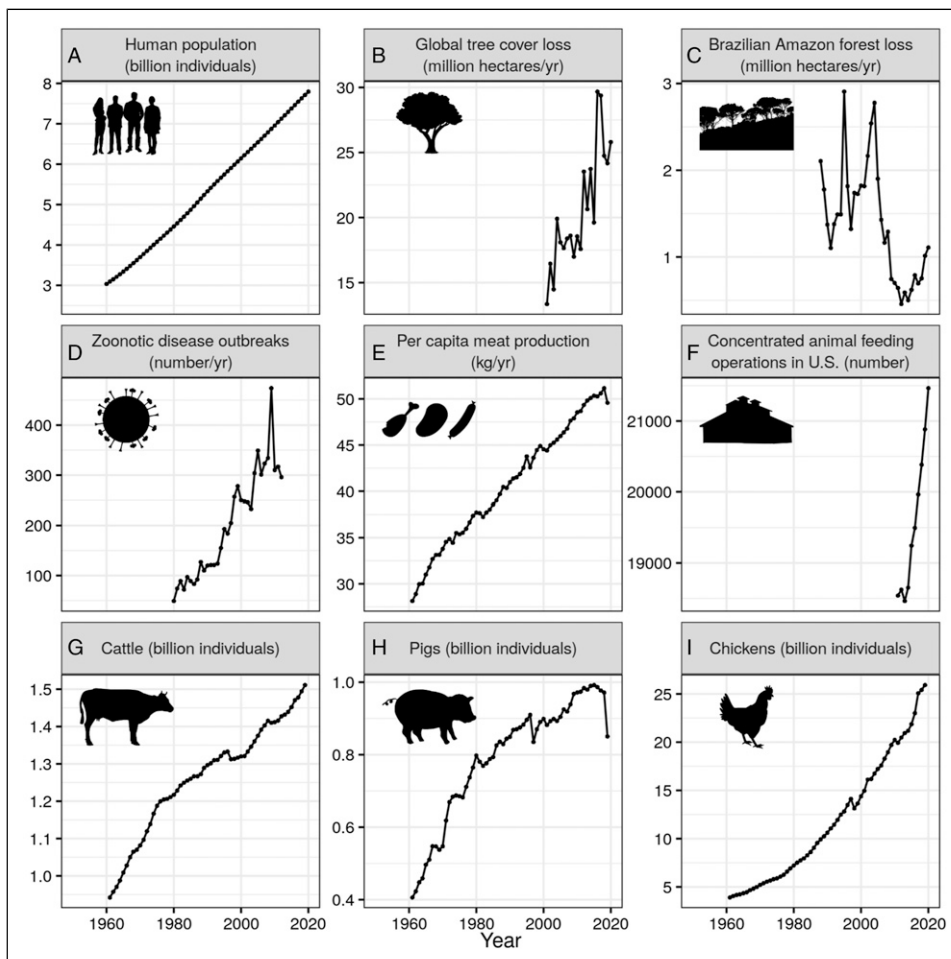 A Human population
(billion individuals)
B Global tree cover loss
(million hectares/yr)
C Brazilian Amazon forest loss
(million hectares/yr)
8
7
6
5
4
3
30
25
20
15
3
2
1
D Zoonotic disease outbreaks
(number/yr)
E Per capita meat production
(kg/yr)
F Concentrated animal feeding
operations in U.S. (number)
400
300
200
100
50
45
40
35
30
21000
20000
19000
G Cattle (billion individuals)
H Pigs (billion individuals)
I Chickens (billion individuals)
1.5
1.4
1.3
1.2
1.1
1.0
1.0
0.8
0.6
0.4
25
20
15
10
5
1960 1980 2000 2020
1960 1980 2000 2020
1960 1980 2000 2020
Year